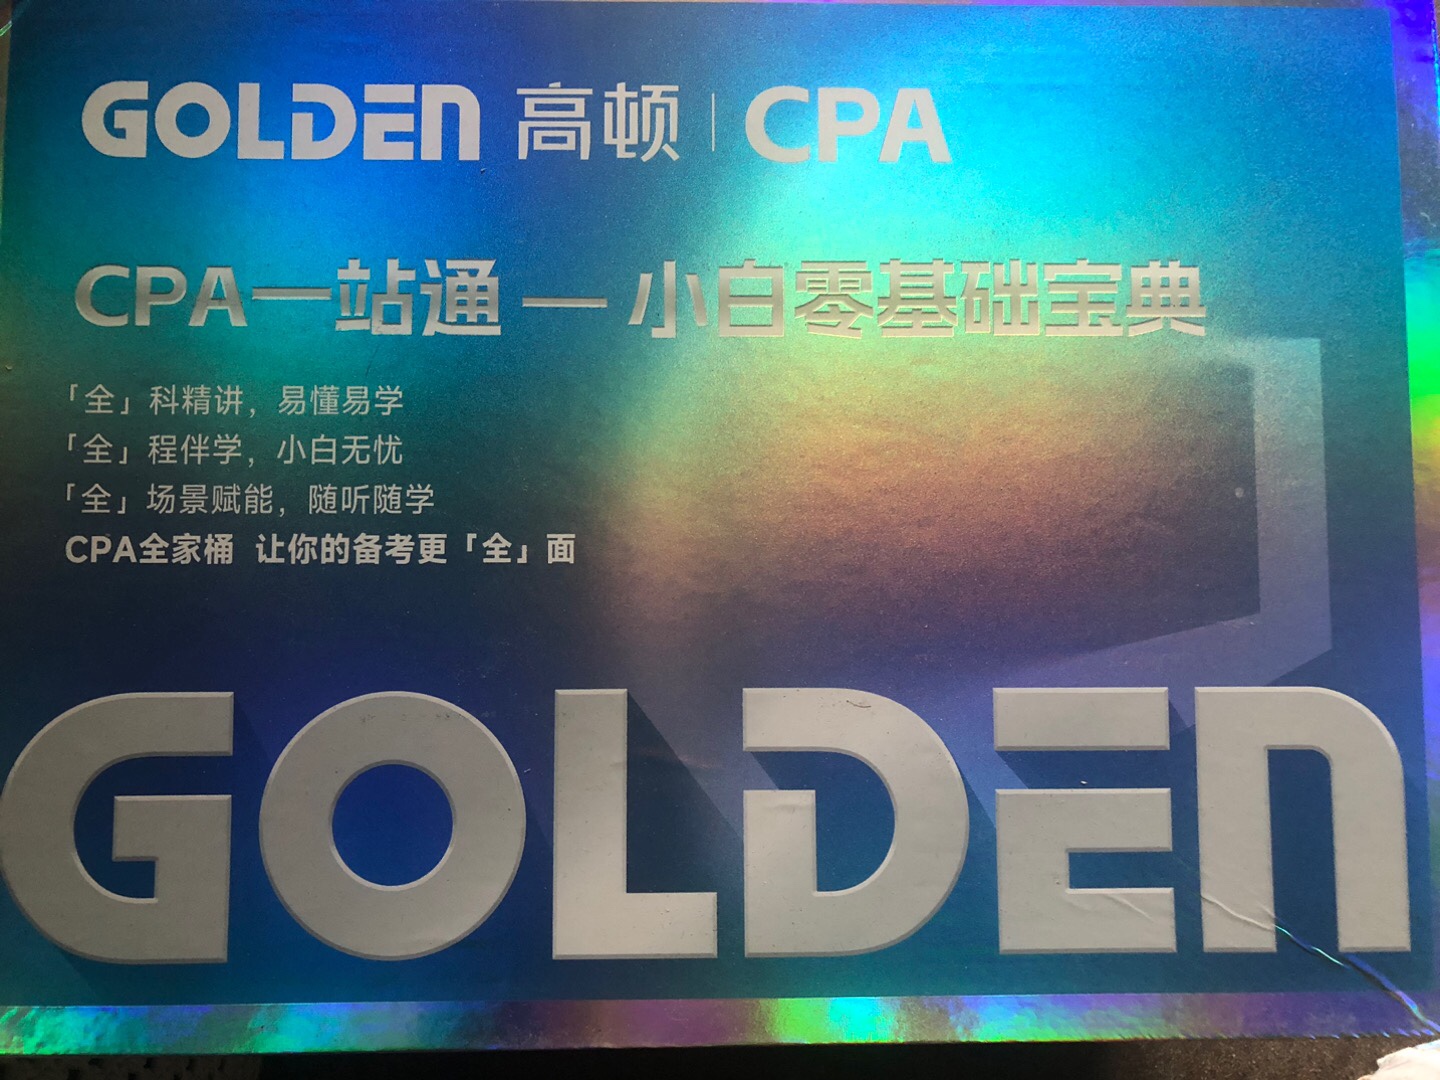 GOLDEN 高顿 | CPA
CPA一站通 — 小白零基础宝典
「全」科精讲，易懂易学
「全」程伴学，小白无忧
「全」场景赋能，随听随学
CPA全家桶 让你的备考更「全」面
GOLDEN